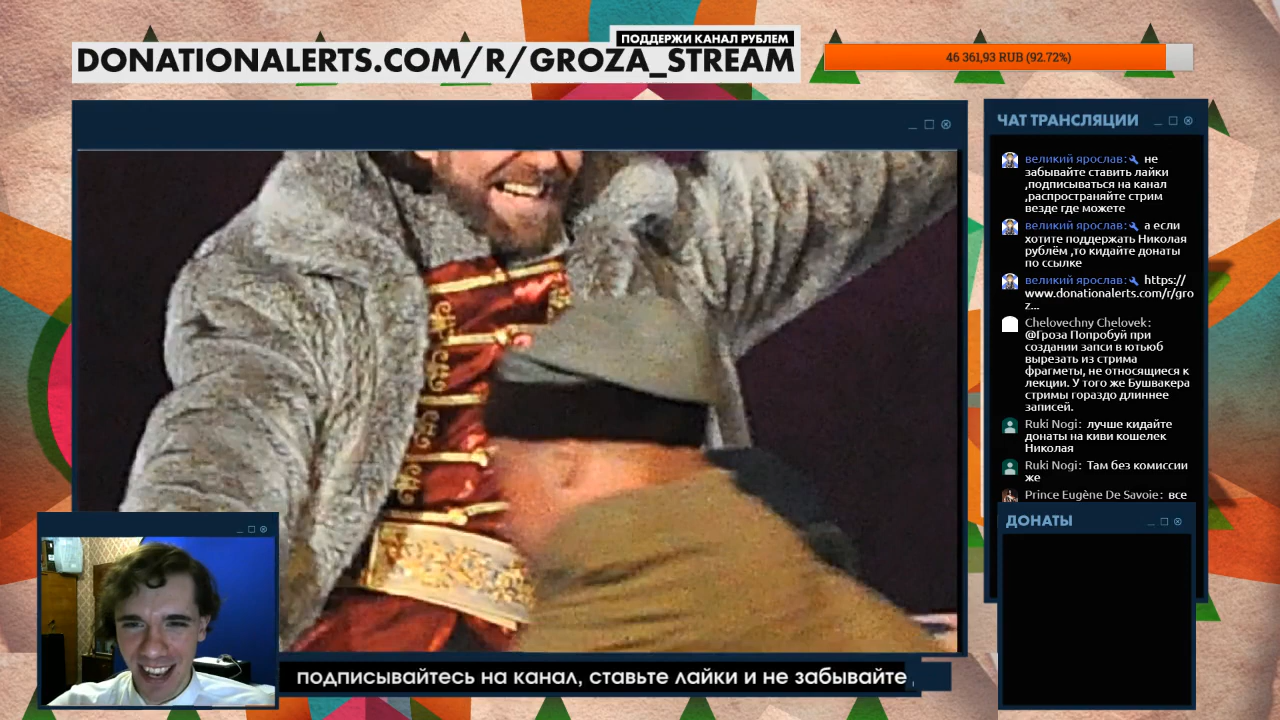 ПОДДЕРЖИ КАНАЛ РУБЛЕМ
DONATIONALERTS.COM/R/GROZA_STREAM
46 361,93 RUB (92.72%)
ЧАТ ТРАНСЛЯЦИИ
великий ярослав: не
забывайте ставить лайки
,подписываться на канал
,распространяйте стрим
везде где можете
великий ярослав: а если
хотите поддержать Николая
рублём ,то кидайте донаты
по ссылке
великий ярослав: https://
www.donationalerts.com/r/gro
z...
Chelovechny Chelovek:
@Гроза Попробуй при
создании запси в ютьюб
вырезать из стрима
фрагметы, не относящиеся к
лекции. У того же Бушвакера
стримы гораздо длиннее
записей.
Ruki Nogi: лучше кидайте
донаты на киви кошелек
Николая
Ruki Nogi: Там без комиссии
же
Prince Eugène De Savoie: все
ДОНАТЫ
подписывайтесь на канал, ставьте лайки и не забывайте